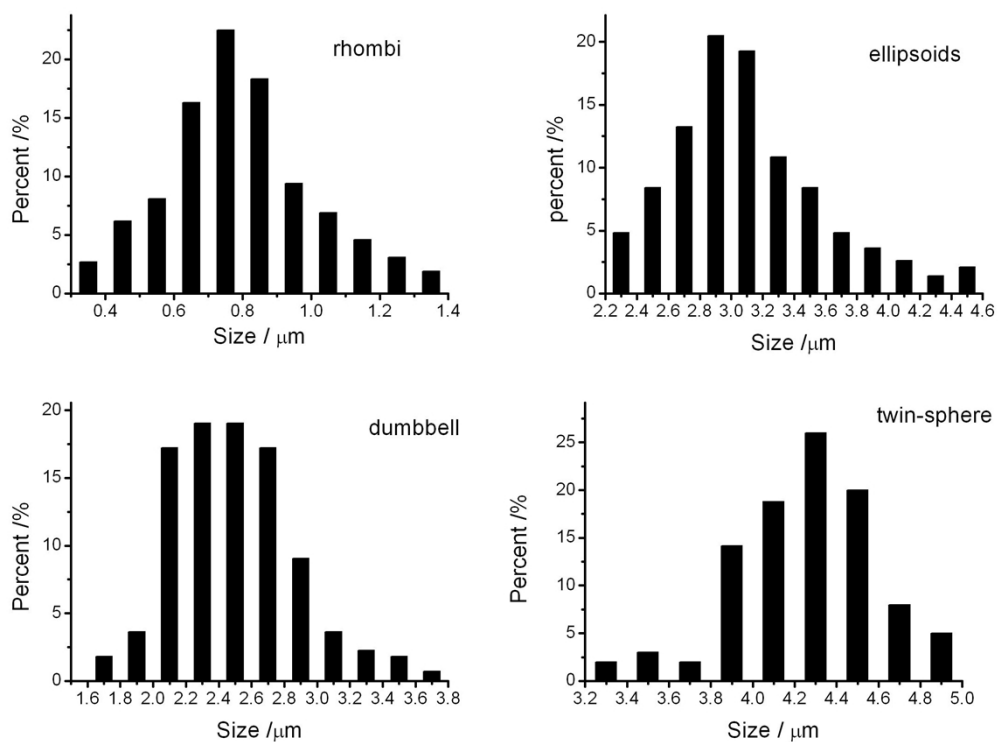 rhombi
Percent /%
20
15
10
5
0
0.4 0.6 0.8 1.0 1.2 1.4
Size / μm
ellipsoids
percent /%
20
15
10
5
0
2.2 2.4 2.6 2.8 3.0 3.2 3.4 3.6 3.8 4.0 4.2 4.4 4.6
Size /μm
dumbbell
Percent /%
20
15
10
5
0
1.6 1.8 2.0 2.2 2.4 2.6 2.8 3.0 3.2 3.4 3.6 3.8
Size /μm
twin-sphere
Percent /%
25
20
15
10
5
0
3.2 3.4 3.6 3.8 4.0 4.2 4.4 4.6 4.8 5.0
Size /μm